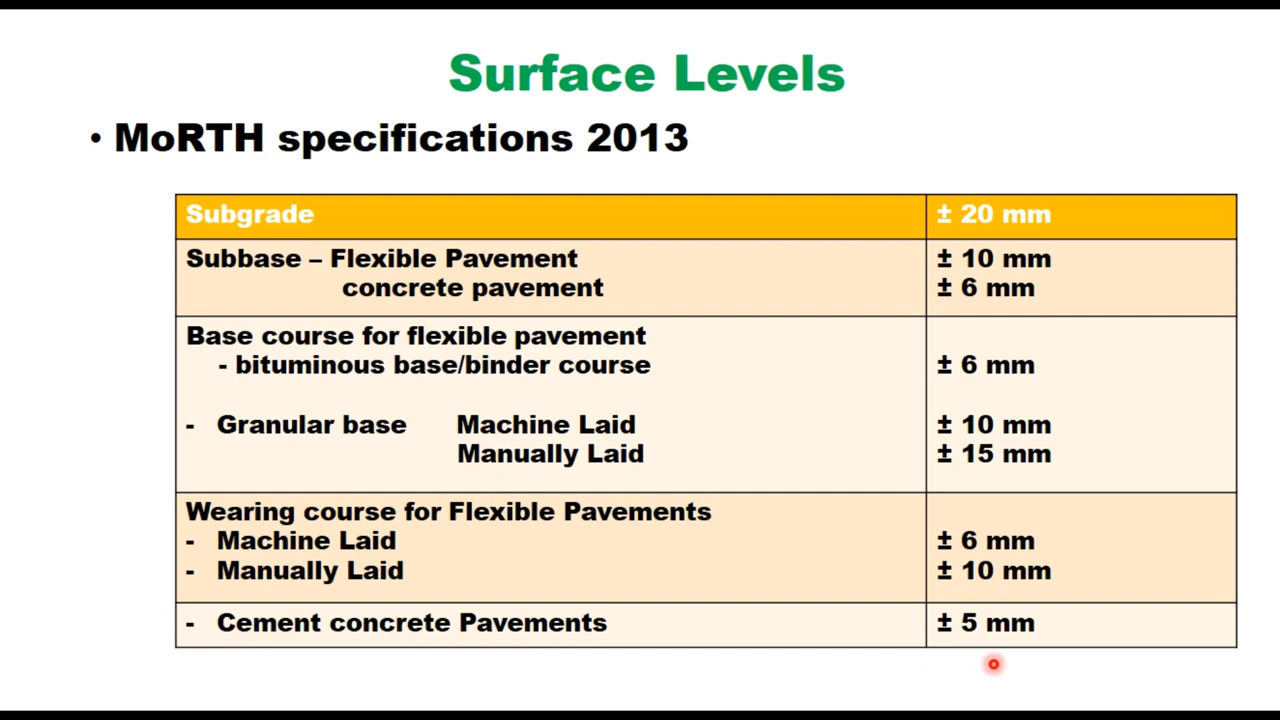 Surface Levels
• MoRTH specifications 2013
Subgrade ± 20 mm
Subbase – Flexible Pavement ± 10 mm
concrete pavement ± 6 mm
Base course for flexible pavement
- bituminous base/binder course ± 6 mm
- Granular base Machine Laid ± 10 mm
Manually Laid ± 15 mm
Wearing course for Flexible Pavements
- Machine Laid ± 6 mm
- Manually Laid ± 10 mm
- Cement concrete Pavements ± 5 mm